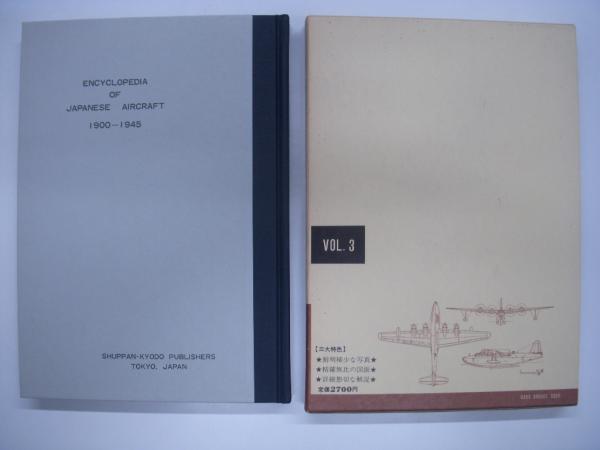 ENCYCLOPEDIA
OF
JAPANESE AIRCRAFT
1900-1945
SHUPPAN-KYODO PUBLISHERS
TOKYO, JAPAN
VOL. 3
【三大特色】
★鮮明稀少な写真★
★精確無比の図面★
★詳細懇切な解説★
定価2700円